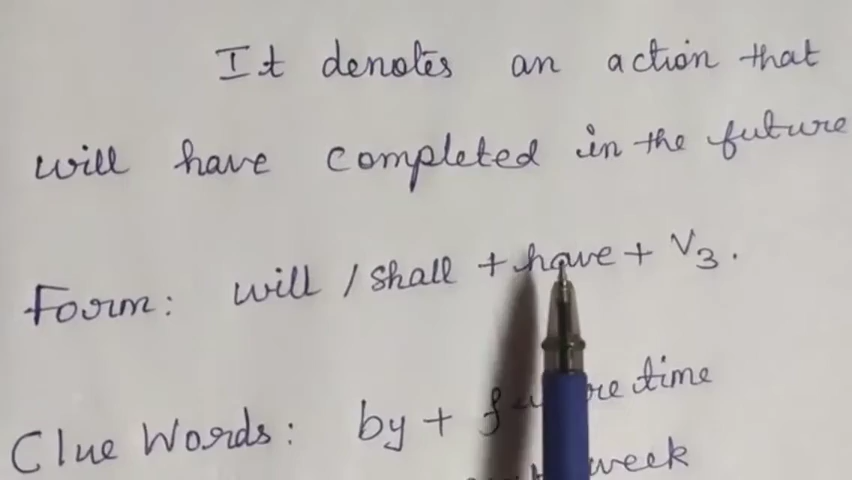 It denotes an action that
will have completed in the future
Form: will / shall + have + V3.
Clue Words: by + time
week